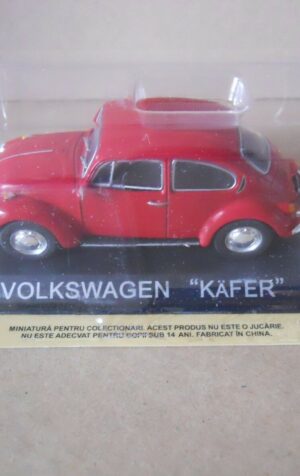 VOLKSWAGEN "KÄFER"
MINIATURĂ PENTRU COLECȚIONARI. ACEST PRODUS NU ESTE O JUCĂRIE.
NU ESTE ADECVAT PENTRU COPII SUB 14 ANI. FABRICAT ÎN CHINA.